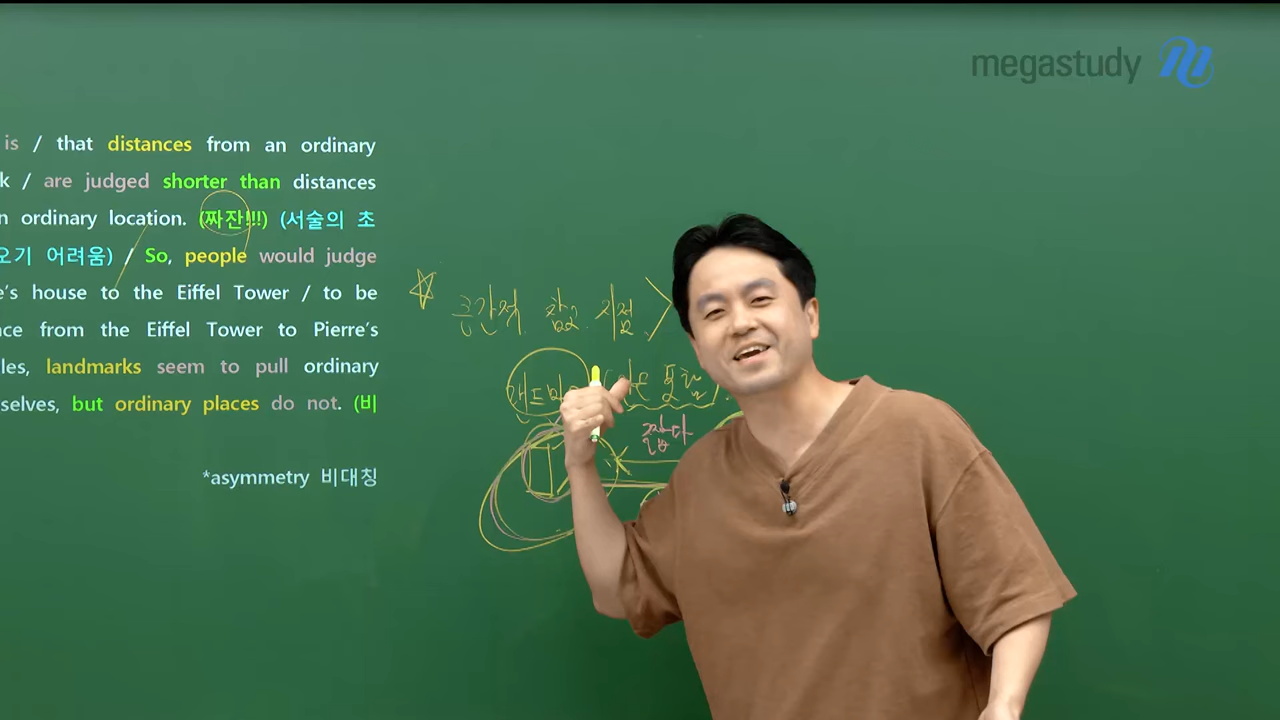 megastudy
is / that distances from an ordinary
k / are judged shorter than distances
n ordinary location. (짜잔!!!) (서술의 초
오기 어려움) / So, people would judge
e's house to the Eiffel Tower / to be
ce from the Eiffel Tower to Pierre's
les, landmarks seem to pull ordinary
selves, but ordinary places do not. (비
*asymmetry 비대칭
공간적 참조 지점
짧다